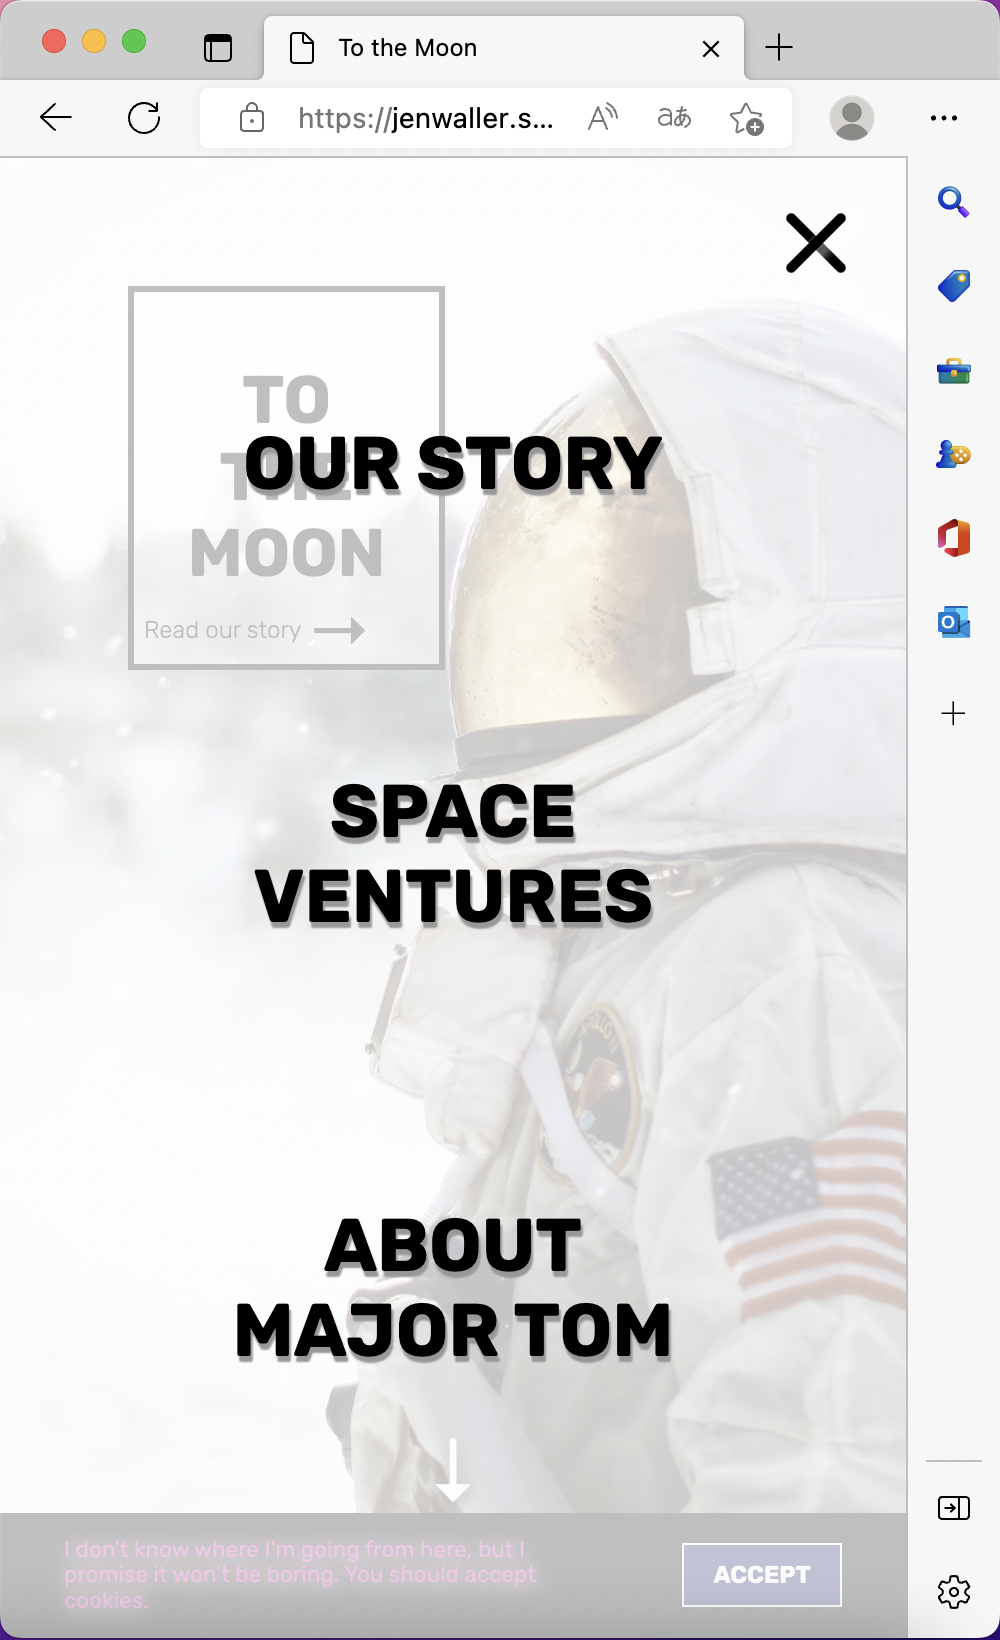 To the Moon
https://jenwaller.s...
TO
THE
MOON
Read our story
OUR STORY
SPACE
VENTURES
ABOUT
MAJOR TOM
I don't know where I'm going from here, but I
promise it won't be boring. You should accept
cookies.
ACCEPT